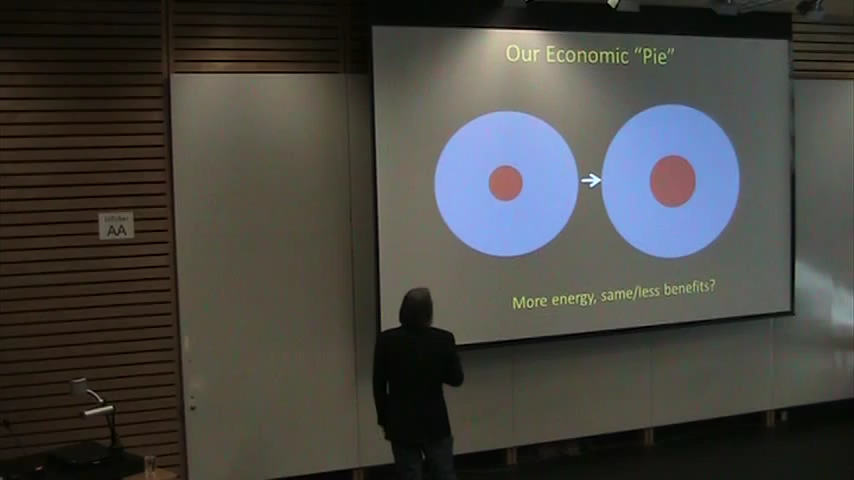 Our Economic “Pie”
More energy, same/less benefits?
AA